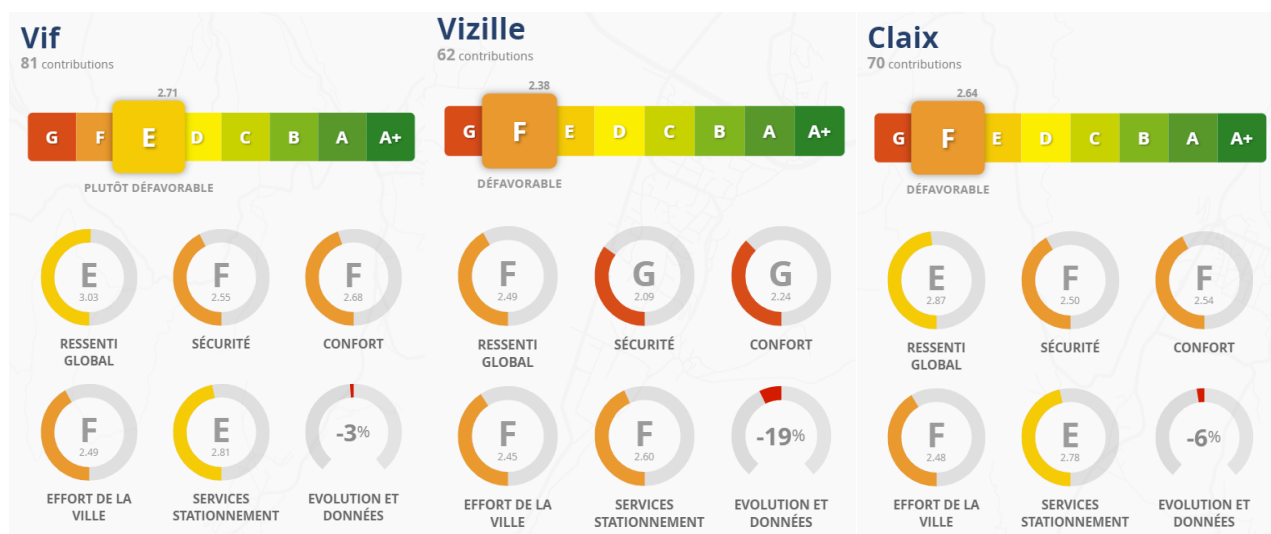 Vif
81 contributions
2.71
G F E D C B A A+
PLUTÔT DÉFAVORABLE
E
3.03
RESSENTI
GLOBAL
F
2.55
SÉCURITÉ
F
2.68
CONFORT
F
2.49
EFFORT DE LA
VILLE
E
2.81
SERVICES
STATIONNEMENT
-3%
EVOLUTION ET
DONNÉES
Vizille
62 contributions
2.38
G F E D C B A A+
DÉFAVORABLE
F
2.49
RESSENTI
GLOBAL
G
2.09
SÉCURITÉ
G
2.24
CONFORT
F
2.45
EFFORT DE LA
VILLE
F
2.60
SERVICES
STATIONNEMENT
-19%
EVOLUTION ET
DONNÉES
Claix
70 contributions
2.64
G F E D C B A A+
DÉFAVORABLE
E
2.87
RESSENTI
GLOBAL
F
2.50
SÉCURITÉ
F
2.54
CONFORT
F
2.48
EFFORT DE LA
VILLE
E
2.78
SERVICES
STATIONNEMENT
-6%
EVOLUTION ET
DONNÉES